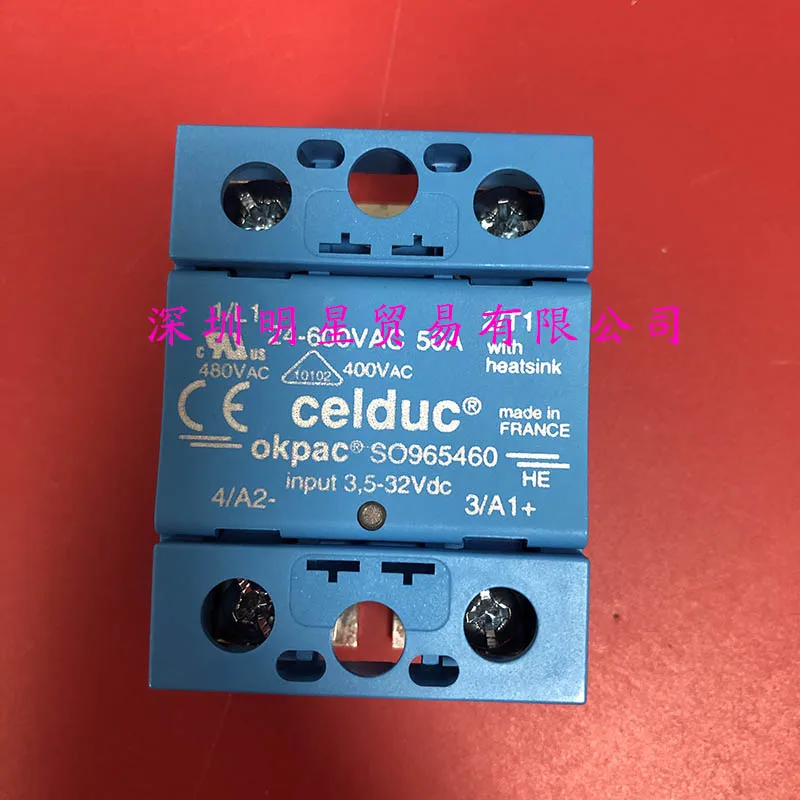 1/L1
2/T1
深圳明星贸易有限公司
24-600VAC 50A
with
heatsink
c UL US
480VAC
10102
400VAC
CE
celduc®
made in
FRANCE
okpac® SO965460
HE
input 3,5-32Vdc
4/A2-
3/A1+